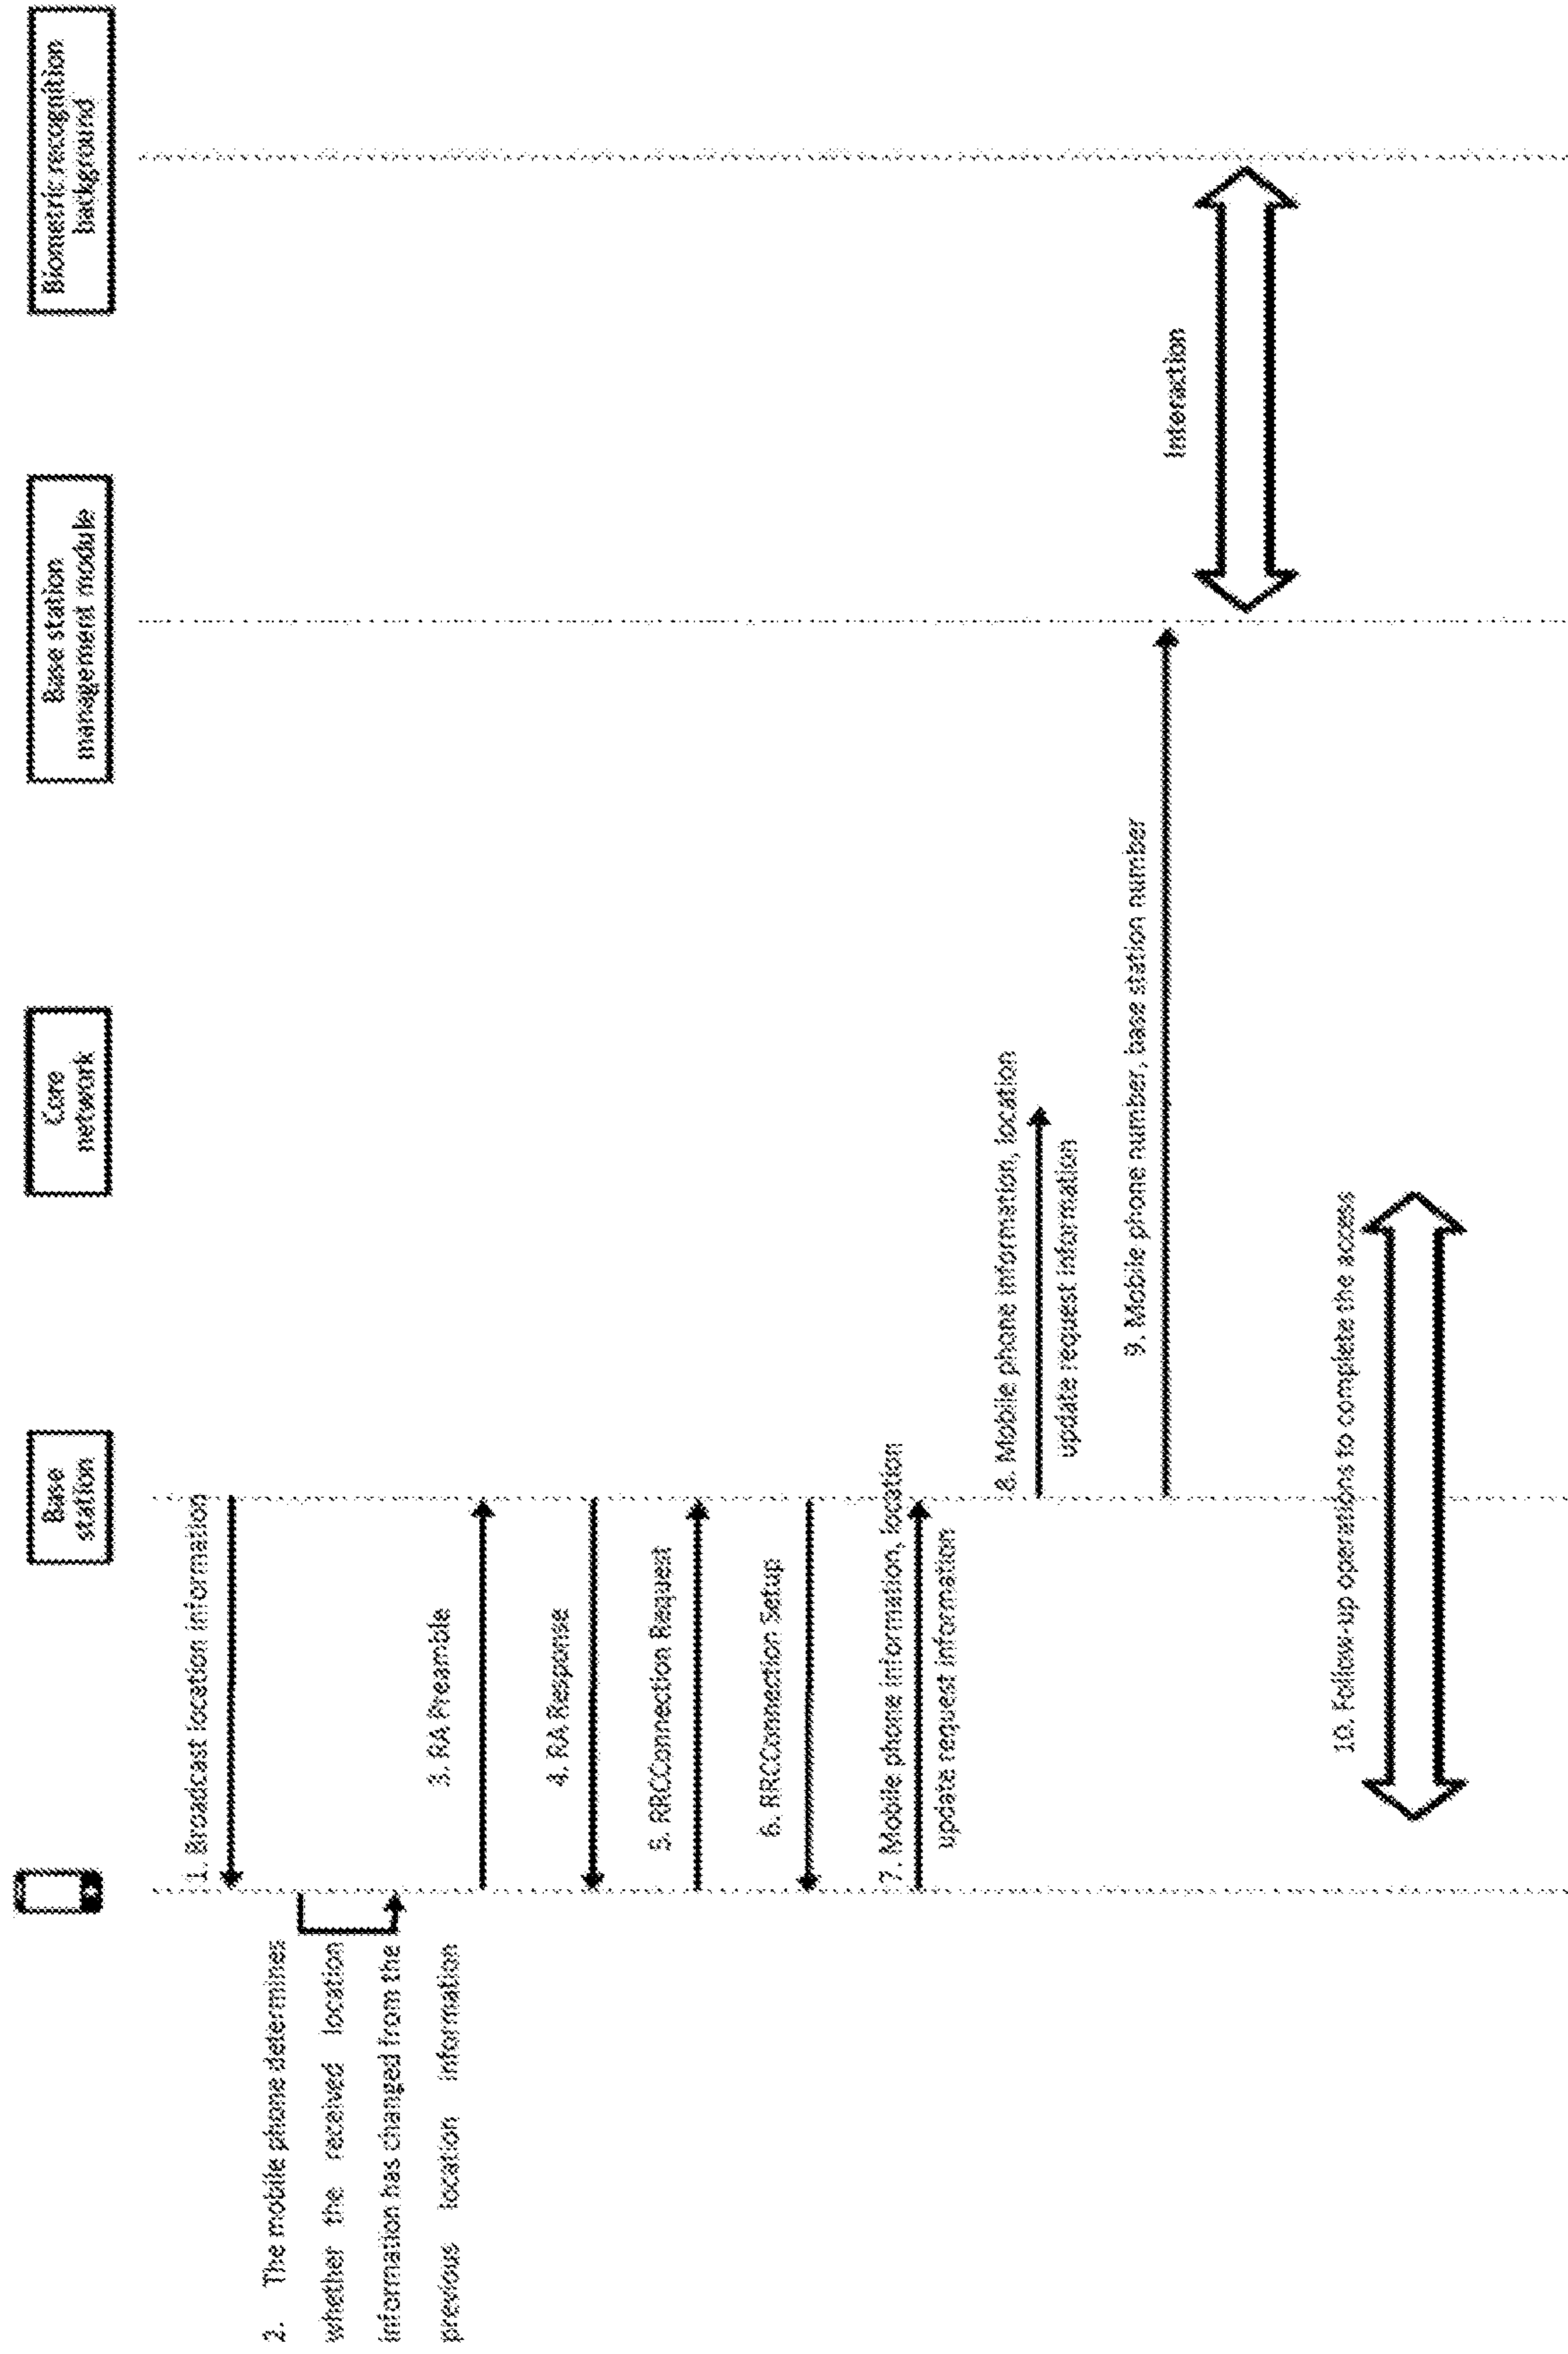 Base
station
Core
network
Base station
management module
Biometric recognition
background
1. Broadcast location information
2. The mobile phone determines
whether the received location
information has changed from the
previous location information
3. RA Preamble
4. RA Response
5. RRCConnection Request
6. RRCConnection Setup
7. Mobile phone information, location
update request information
8. Mobile phone information, location
update request information
9. Mobile phone number, base station number
Interaction
10. Follow-up operations to complete the access